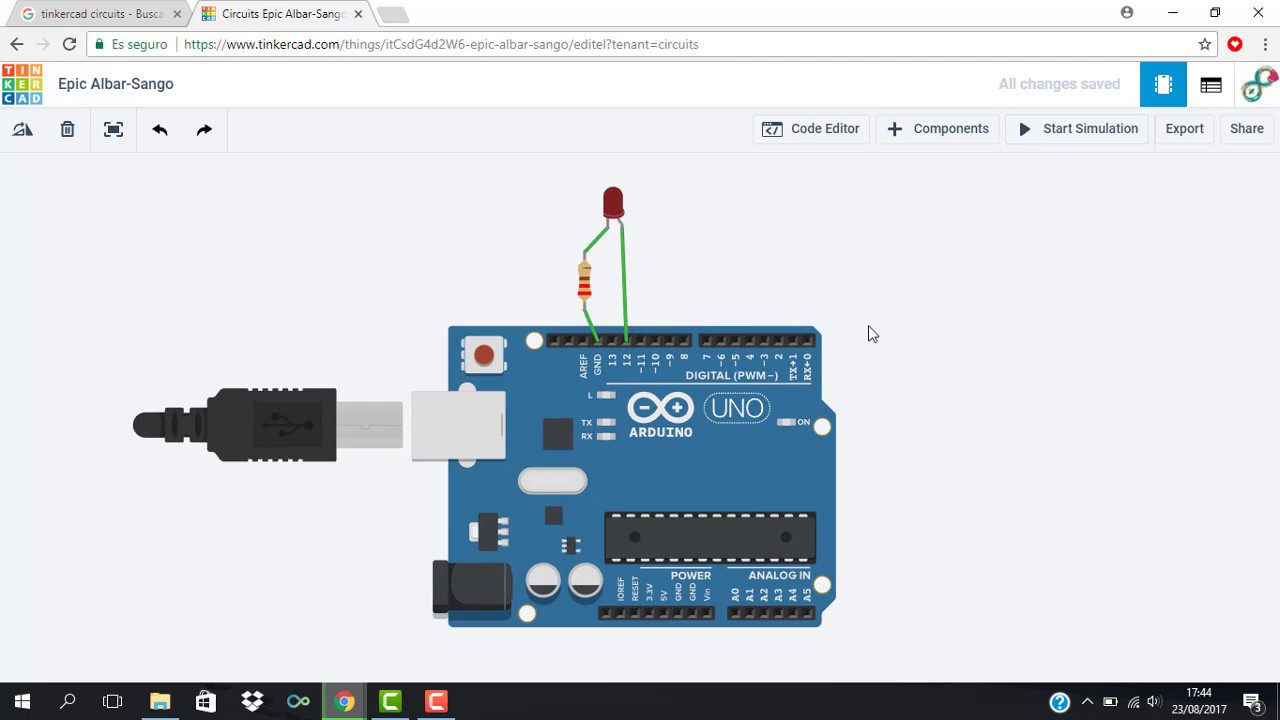 tinkercad circuits - Busca
Circuits Epic Albar-Sango
Es seguro
https://www.tinkercad.com/things/itCsdG4d2W6-epic-albar-sango/editel?tenant=circuits
TIN
KER
CAD
Epic Albar-Sango
All changes saved
Code Editor
Components
Start Simulation
Export
Share
AREF
GND
13
12
~11
~10
~9
8
7
~6
~5
4
~3
2
TX→1
RX←0
DIGITAL (PWM~)
L
TX
RX
ARDUINO
UNO
ON
POWER
ANALOG IN
IOREF
RESET
3.3V
5V
GND
GND
Vin
A0
A1
A2
A3
A4
A5
17:44
23/08/2017
3